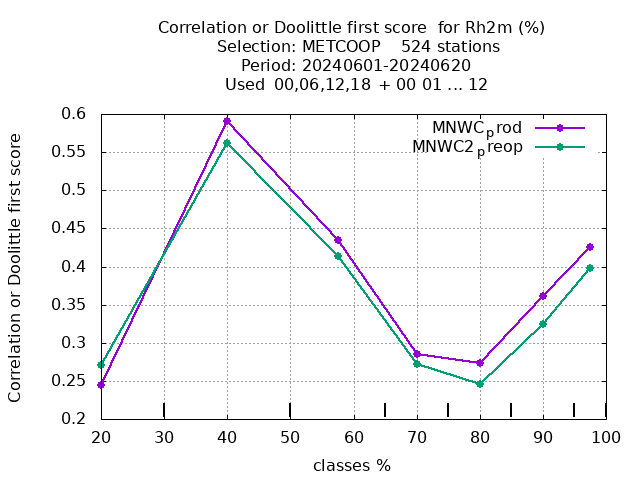 Correlation or Doolittle first score  for Rh2m (%)
Selection: METCOOP    524 stations
Period: 20240601-20240620
Used  00,06,12,18 + 00 01 ... 12
Correlation or Doolittle first score
0.6
0.55
0.5
0.45
0.4
0.35
0.3
0.25
0.2
MNWCprod
MNWC2preop
20 30 40 50 60 70 80 90 100
classes %